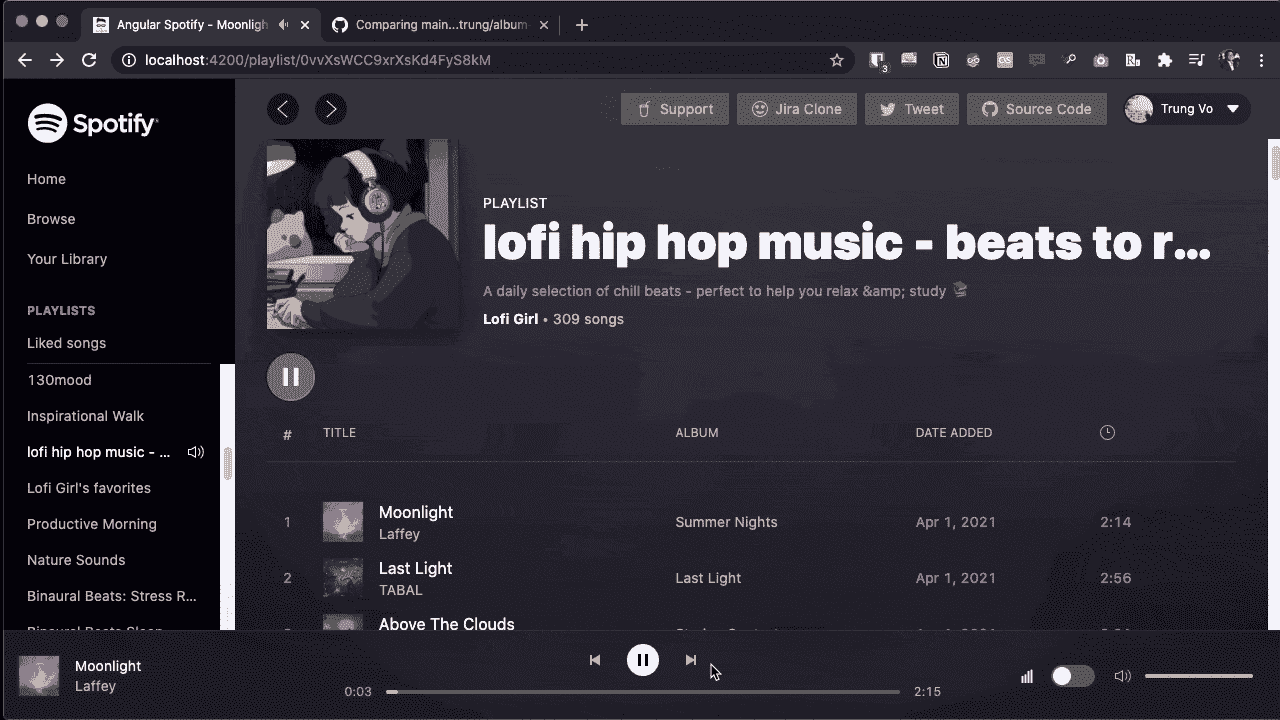 Angular Spotify - Moonligh
Comparing main...trung/album
localhost:4200/playlist/0vvXsWCC9xrXsKd4FyS8kM
3
Spotify
Support
Jira Clone
Tweet
Source Code
Trung Vo
Home
Browse
Your Library
PLAYLISTS
Liked songs
130mood
Inspirational Walk
lofi hip hop music - ...
Lofi Girl's favorites
Productive Morning
Nature Sounds
Binaural Beats: Stress R...
PLAYLIST
lofi hip hop music - beats to r...
A daily selection of chill beats - perfect to help you relax &amp; study
Lofi Girl • 309 songs
# TITLE ALBUM DATE ADDED
1 Moonlight Summer Nights Apr 1, 2021 2:14
Laffey
2 Last Light Last Light Apr 1, 2021 2:56
TABAL
Above The Clouds
Moonlight
Laffey
0:03
2:15